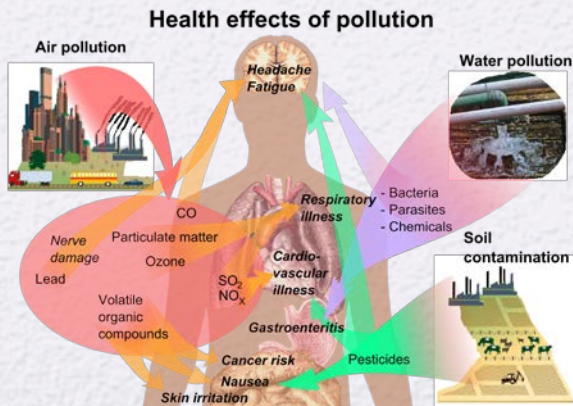 Health effects of pollution
Air pollution
Water pollution
Headache
Fatigue
- Bacteria
- Parasites
- Chemicals
Respiratory
illness
CO
Nerve
damage
Particulate matter
Lead
Ozone
SO₂
NOₓ
Cardio-
vascular
illness
Soil
contamination
Volatile
organic
compounds
Gastroenteritis
Pesticides
Cancer risk
Nausea
Skin irritation